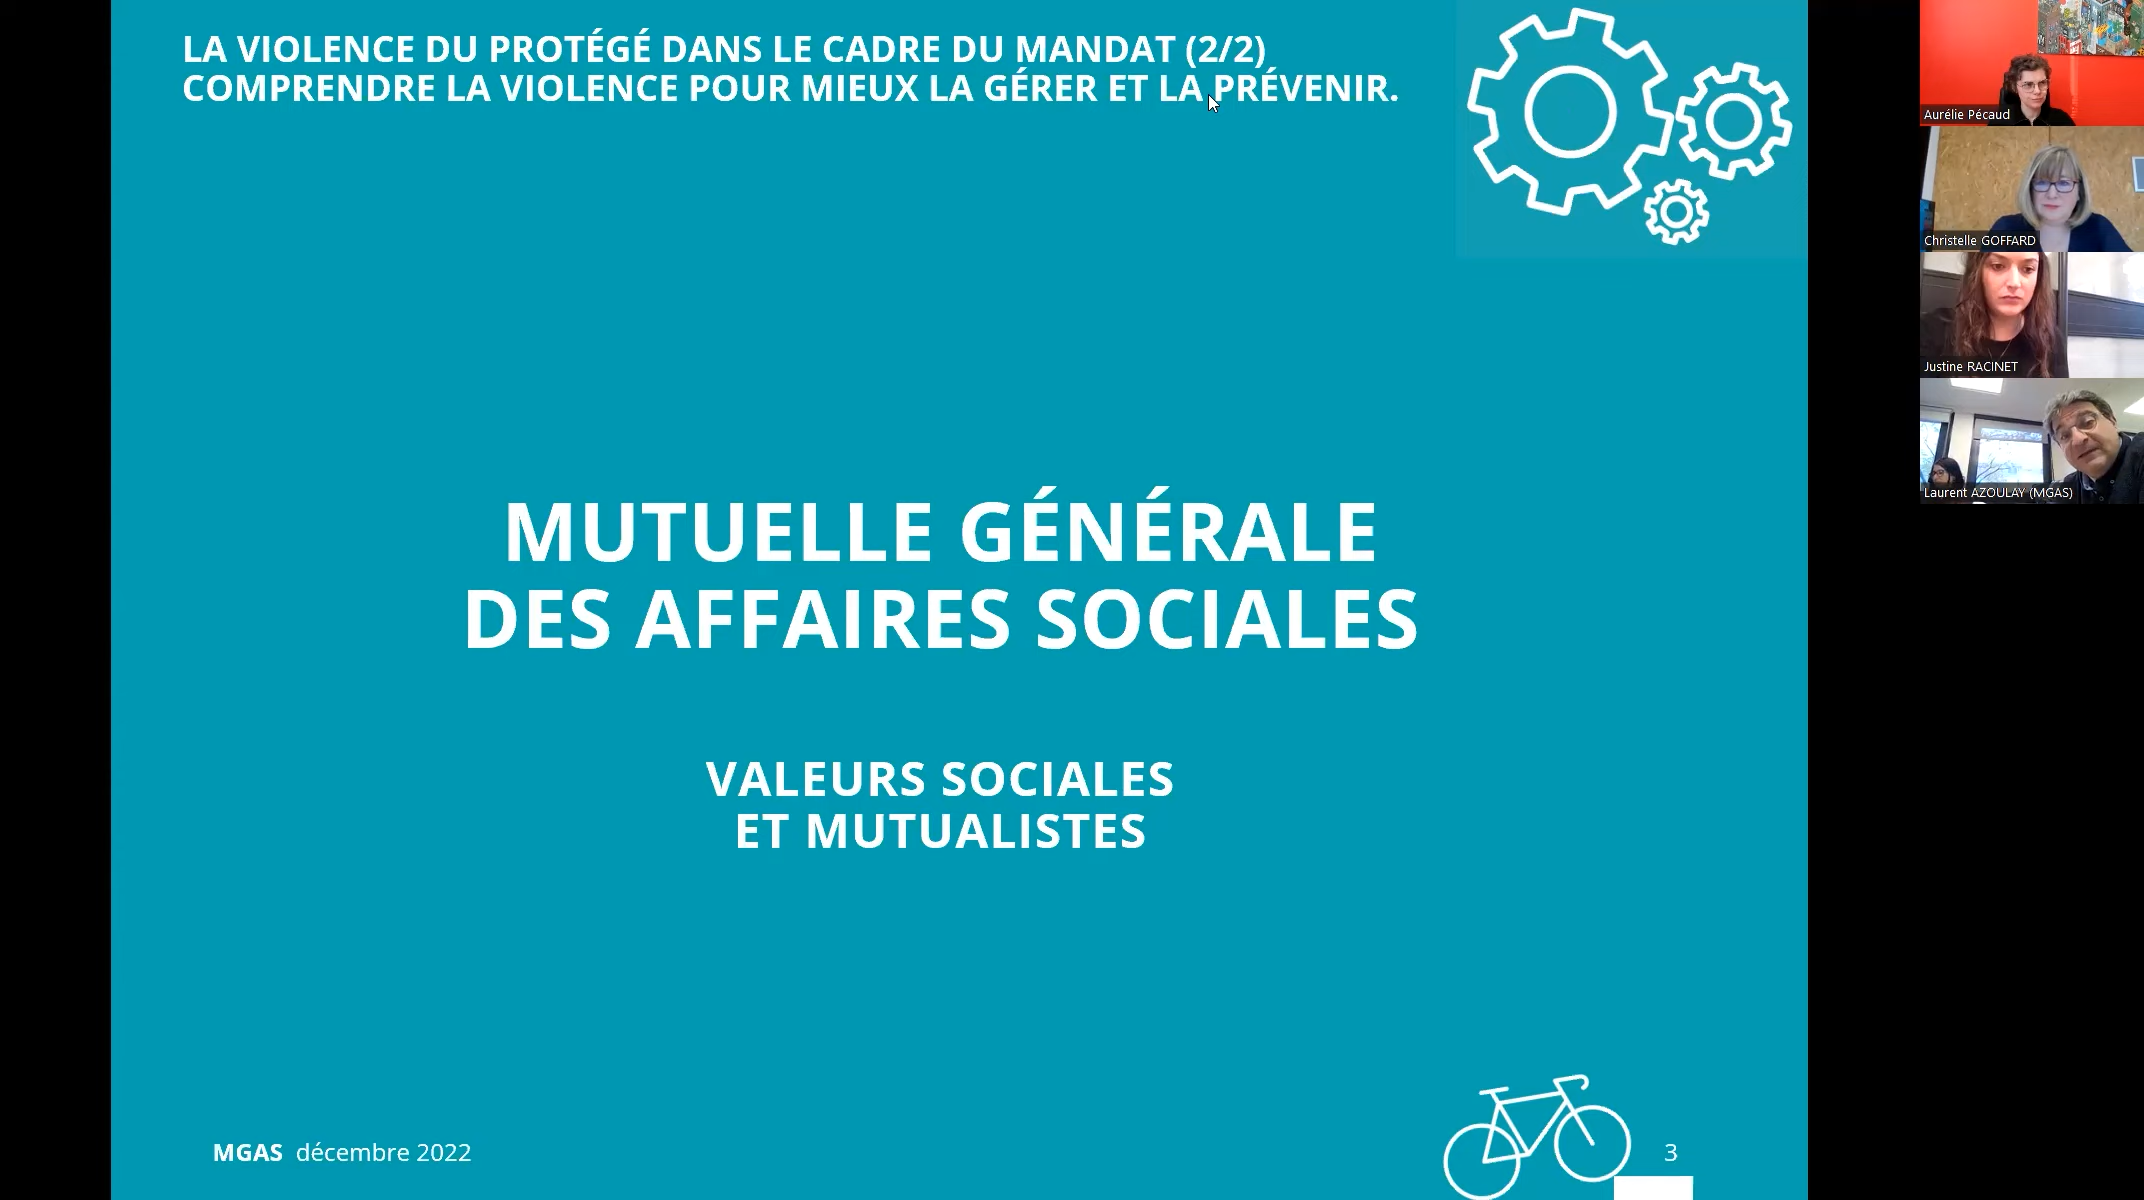 LA VIOLENCE DU PROTÉGÉ DANS LE CADRE DU MANDAT (2/2)
COMPRENDRE LA VIOLENCE POUR MIEUX LA GÉRER ET LA PRÉVENIR.
MUTUELLE GÉNÉRALE
DES AFFAIRES SOCIALES
VALEURS SOCIALES
ET MUTUALISTES
MGAS décembre 2022
3
Aurélie Pécaud
Christelle GOFFARD
Justine RACINET
Laurent AZOULAY (MGAS)